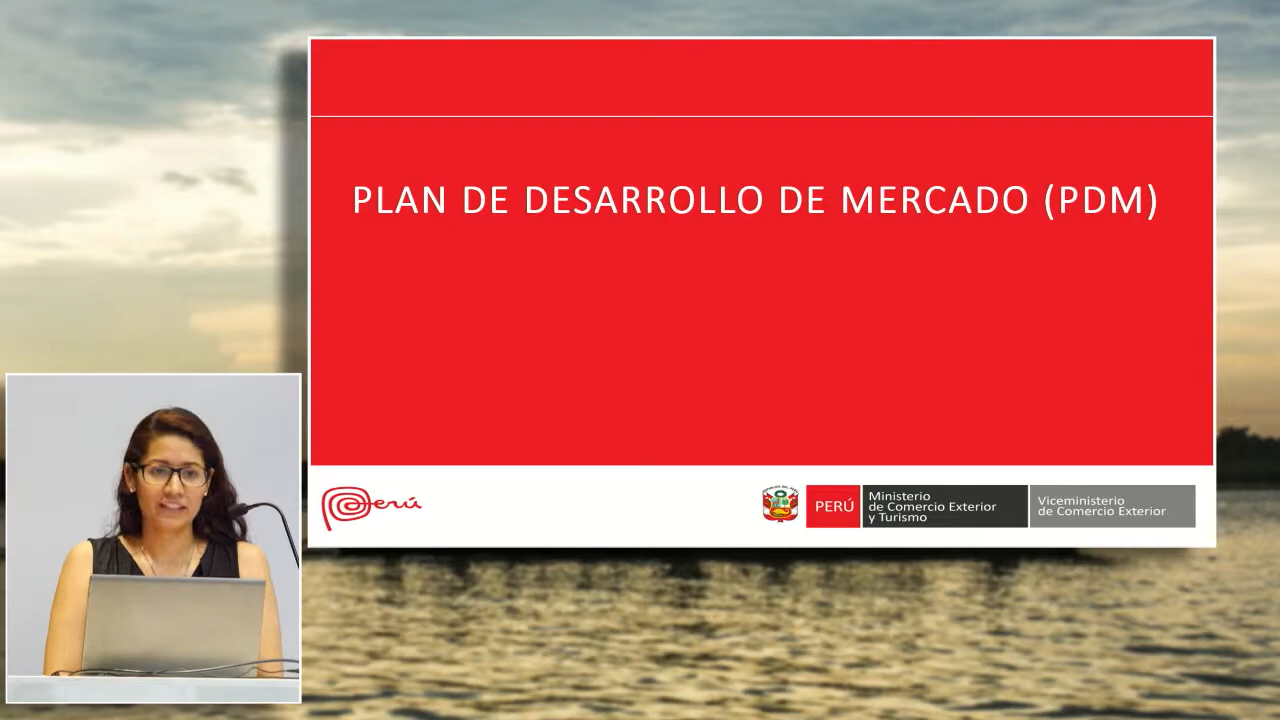 PLAN DE DESARROLLO DE MERCADO (PDM)
Perú
PERÚ
Ministerio
de Comercio Exterior
y Turismo
Viceministerio
de Comercio Exterior